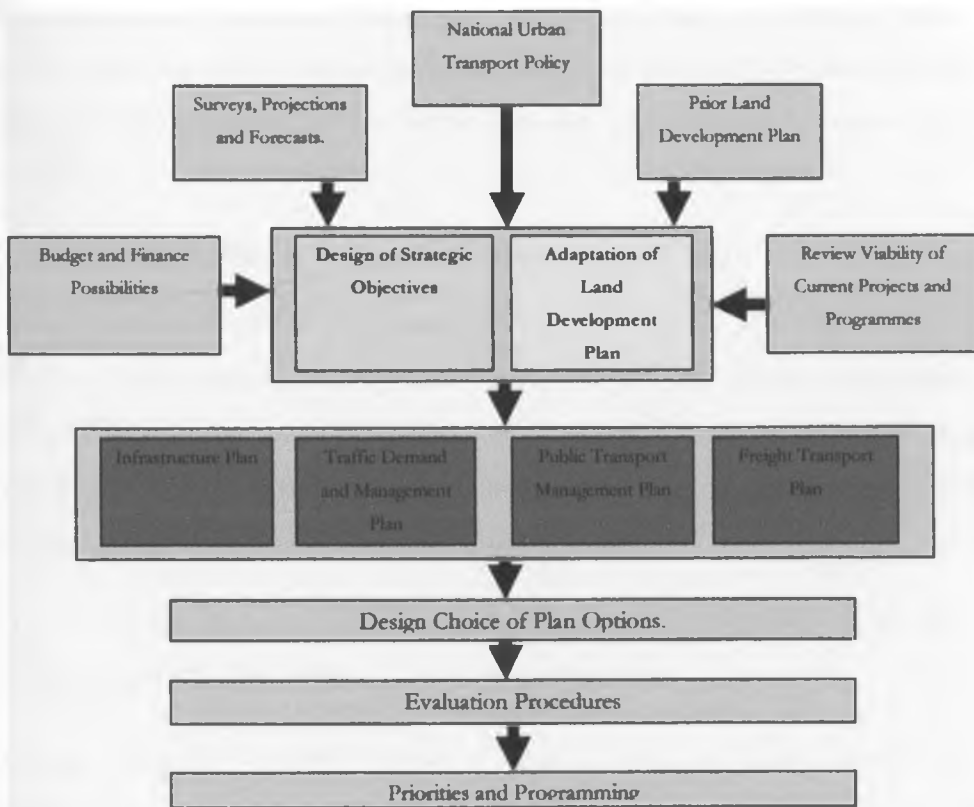 National Urban
Transport Policy
Surveys, Projections
and Forecasts.
Prior Land
Development Plan
Budget and Finance
Possibilities
Design of Strategic
Objectives
Adaptation of
Land
Development
Plan
Review Viability of
Current Projects and
Programmes
Infrastructure Plan
Traffic Demand
and Management
Plan
Public Transport
Management Plan
Freight Transport
Plan
Design Choice of Plan Options.
Evaluation Procedures
Priorities and Programming